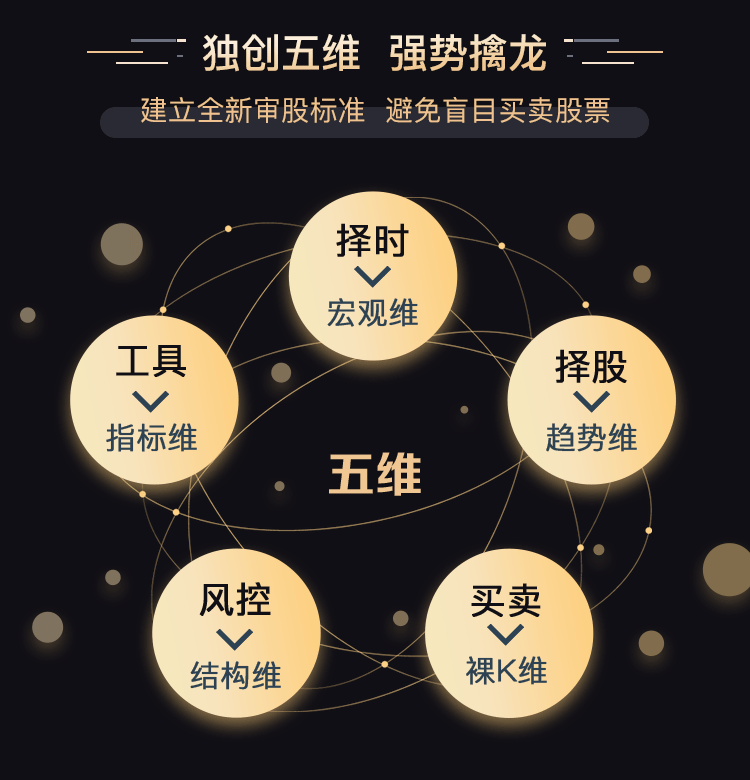 独创五维 强势擒龙
建立全新审股标准 避免盲目买卖股票
择时
宏观维
工具
指标维
择股
趋势维
五维
风控
结构维
买卖
裸K维